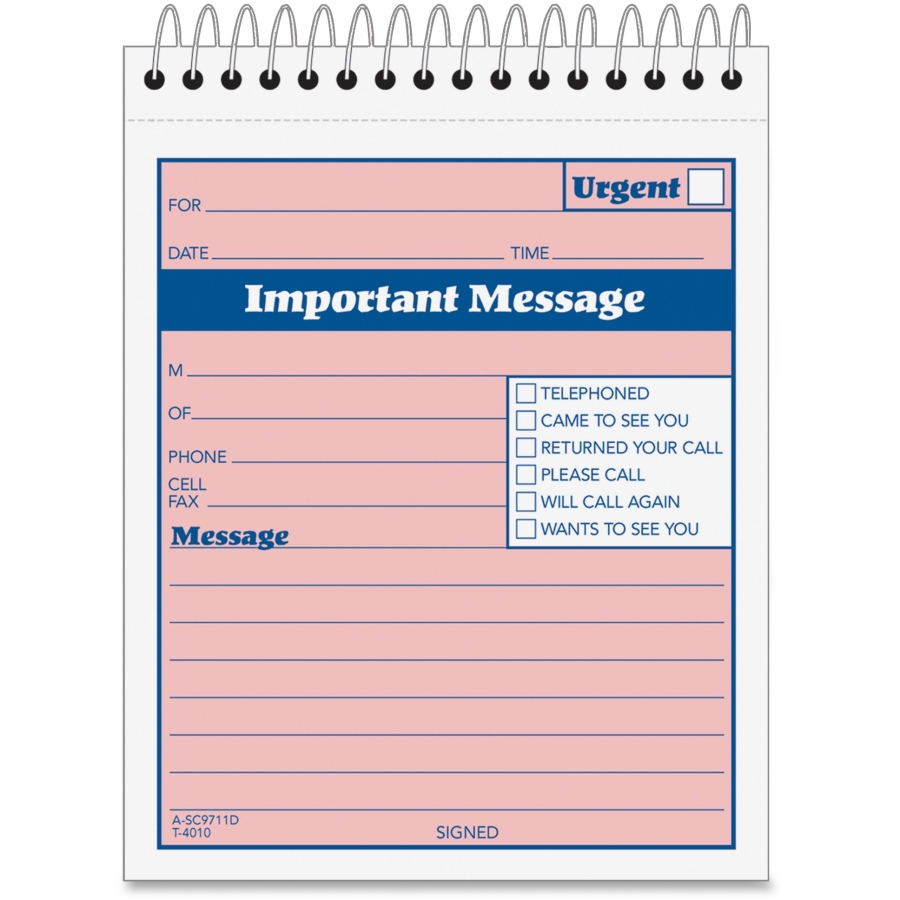 Urgent
FOR
DATE TIME
Important Message
M
TELEPHONED
CAME TO SEE YOU
OF
RETURNED YOUR CALL
PHONE
PLEASE CALL
CELL
FAX
WILL CALL AGAIN
WANTS TO SEE YOU
Message
A-SC9711D
T-4010
SIGNED